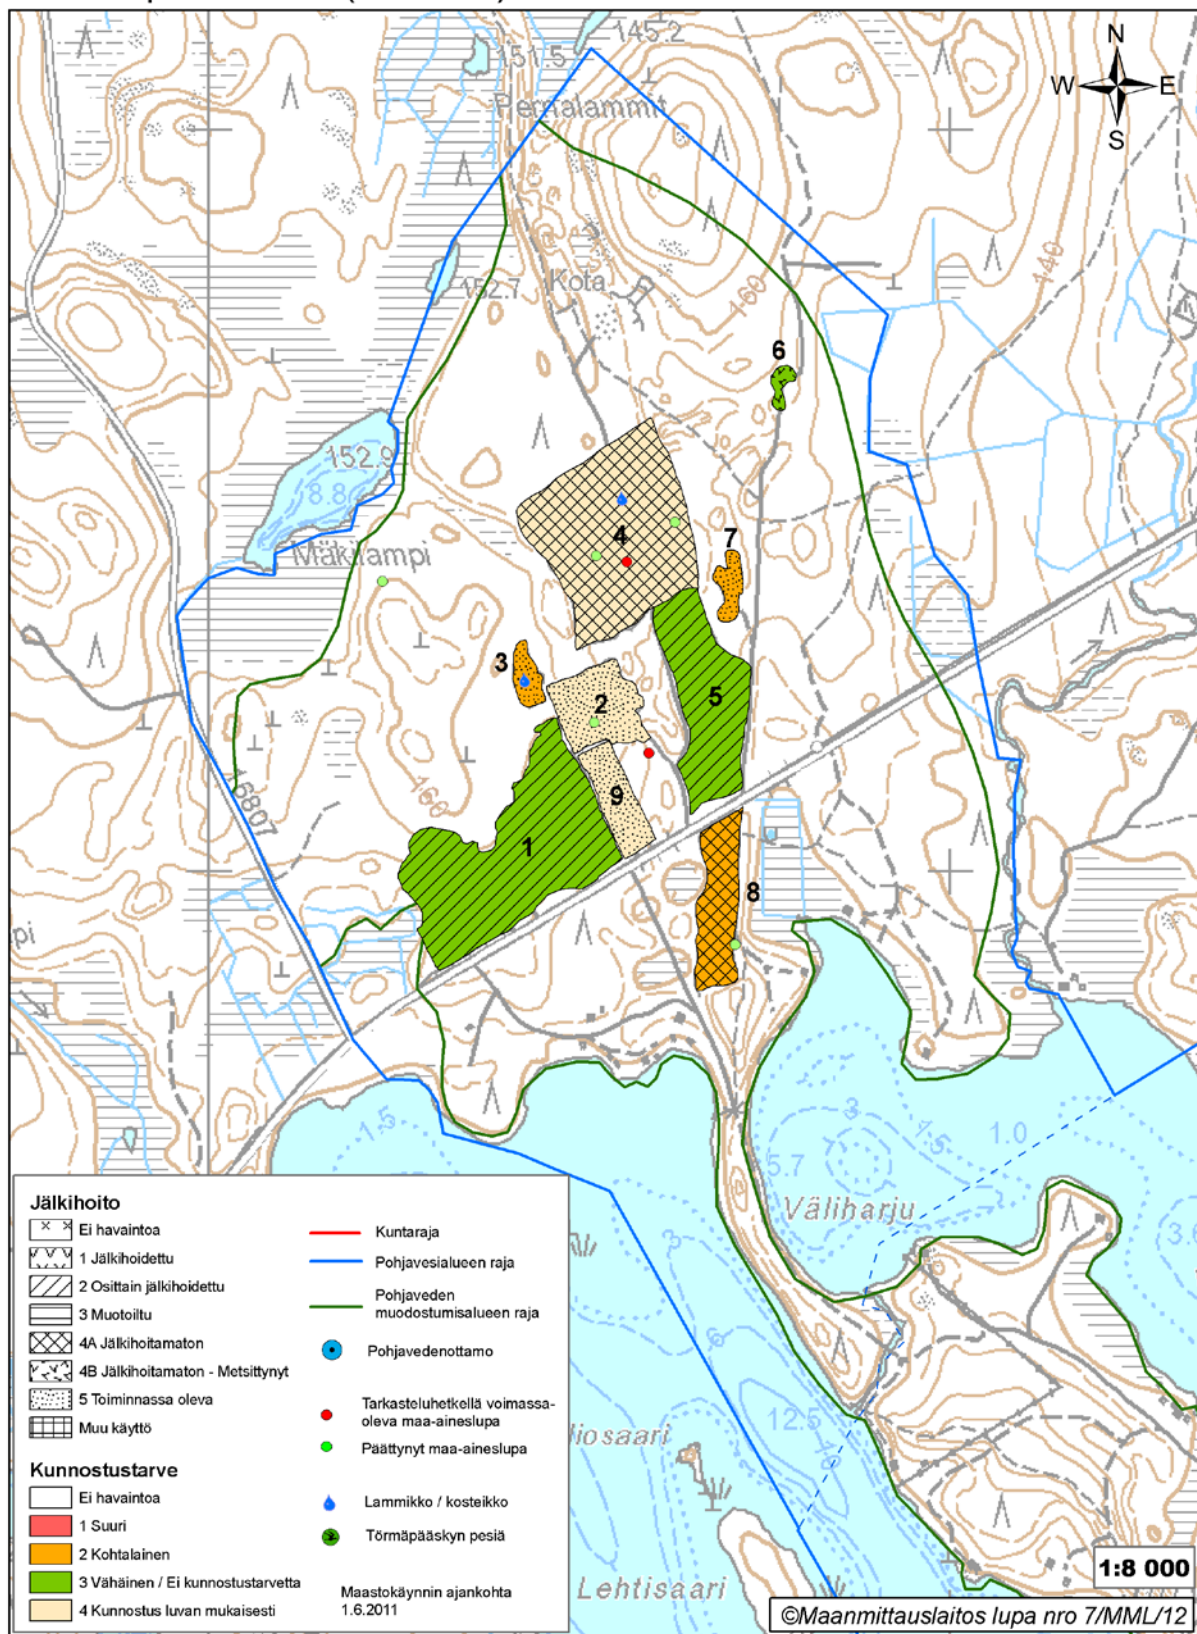 145.2
151.5
N
W E
S
Pernalammit
152.7
Kota
160
140
6
152.9
8.8
4
7
Mäkilampi
3
2
5
16807
160
9
1
8
pi
1.5
3
1.5
1.0
5.7
Väliharju
3
3.
6
12.5
10
iosaari
Lehtisaari
Jälkihoito
Ei havaintoa
1 Jälkihoidettu
2 Osittain jälkihoidettu
3 Muotoiltu
4A Jälkihoitamaton
4B Jälkihoitamaton - Metsittynyt
5 Toiminnassa oleva
Muu käyttö
Kunnostustarve
Ei havaintoa
1 Suuri
2 Kohtalainen
3 Vähäinen / Ei kunnostustarvetta
4 Kunnostus luvan mukaisesti
Kuntaraja
Pohjavesialueen raja
Pohjaveden
muodostumisalueen raja
Pohjavedenottamo
Tarkasteluhetkellä voimassa-
oleva maa-aineslupa
Päättynyt maa-aineslupa
Lammikko / kosteikko
Törmäpääskyn pesiä
Maastokäynnin ajankohta
1.6.2011
1:8 000
©Maanmittauslaitos lupa nro 7/MML/12